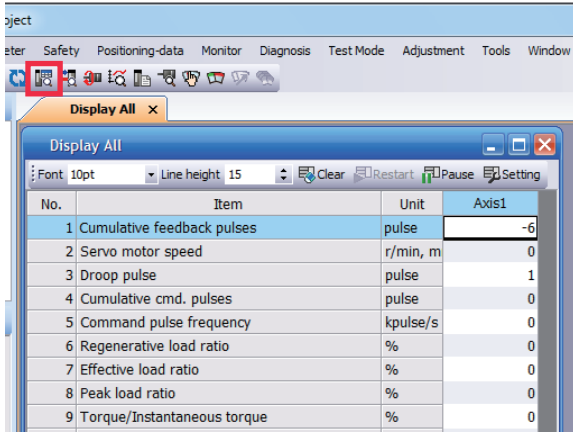 oject
eter Safety Positioning-data Monitor Diagnosis Test Mode Adjustment Tools Window
Display All X
Display All
Font 10pt Line height 15 Clear Restart Pause Setting
No. Item Unit Axis1
1 Cumulative feedback pulses pulse -6
2 Servo motor speed r/min, m 0
3 Droop pulse pulse 1
4 Cumulative cmd. pulses pulse 0
5 Command pulse frequency kpulse/s 0
6 Regenerative load ratio % 0
7 Effective load ratio % 0
8 Peak load ratio % 0
9 Torque/Instantaneous torque % 0